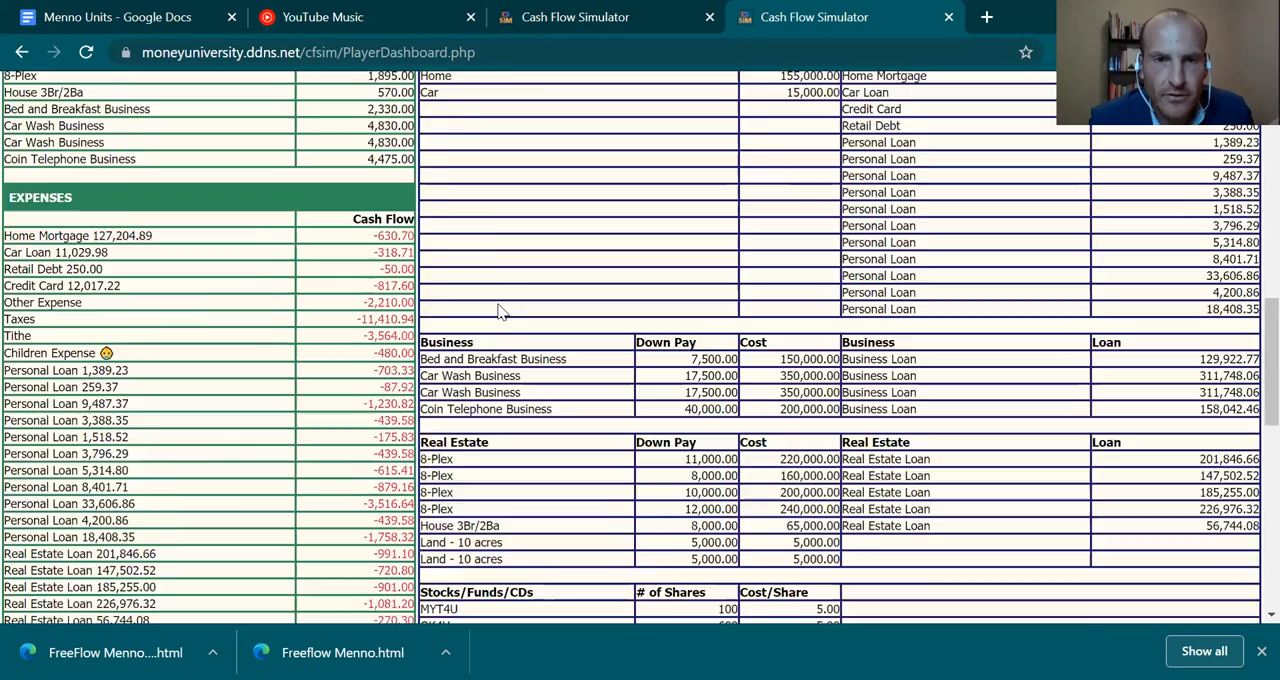 Menno Units - Google Docs
YouTube Music
Cash Flow Simulator
Cash Flow Simulator
moneyuniversity.ddns.net/cfsim/PlayerDashboard.php
8-Plex 1,895.00
House 3Br/2Ba 570.00
Bed and Breakfast Business 2,330.00
Car Wash Business 4,830.00
Car Wash Business 4,830.00
Coin Telephone Business 4,475.00
EXPENSES
Cash Flow
Home Mortgage 127,204.89 -630.70
Car Loan 11,029.98 -318.71
Retail Debt 250.00 -50.00
Credit Card 12,017.22 -817.60
Other Expense -2,210.00
Taxes -11,410.94
Tithe -3,564.00
Children Expense -480.00
Personal Loan 1,389.23 -703.33
Personal Loan 259.37 -87.92
Personal Loan 9,487.37 -1,230.82
Personal Loan 3,388.35 -439.58
Personal Loan 1,518.52 -175.83
Personal Loan 3,796.29 -439.58
Personal Loan 5,314.80 -615.41
Personal Loan 8,401.71 -879.16
Personal Loan 33,606.86 -3,516.64
Personal Loan 4,200.86 -439.58
Personal Loan 18,408.35 -1,758.32
Real Estate Loan 201,846.66 -991.10
Real Estate Loan 147,502.52 -720.80
Real Estate Loan 185,255.00 -901.00
Real Estate Loan 226,976.32 -1,081.20
Real Estate Loan 56,744.08 -270.30
Home 155,000.00 Home Mortgage
Car 15,000.00 Car Loan
Credit Card
Retail Debt 250.00
Personal Loan 1,389.23
Personal Loan 259.37
Personal Loan 9,487.37
Personal Loan 3,388.35
Personal Loan 1,518.52
Personal Loan 3,796.29
Personal Loan 5,314.80
Personal Loan 8,401.71
Personal Loan 33,606.86
Personal Loan 4,200.86
Personal Loan 18,408.35
Business Down Pay Cost Business Loan
Bed and Breakfast Business 7,500.00 150,000.00 Business Loan 129,922.77
Car Wash Business 17,500.00 350,000.00 Business Loan 311,748.06
Car Wash Business 17,500.00 350,000.00 Business Loan 311,748.06
Coin Telephone Business 40,000.00 200,000.00 Business Loan 158,042.46
Real Estate Down Pay Cost Real Estate Loan
8-Plex 11,000.00 220,000.00 Real Estate Loan 201,846.66
8-Plex 8,000.00 160,000.00 Real Estate Loan 147,502.52
8-Plex 10,000.00 200,000.00 Real Estate Loan 185,255.00
8-Plex 12,000.00 240,000.00 Real Estate Loan 226,976.32
House 3Br/2Ba 8,000.00 65,000.00 Real Estate Loan 56,744.08
Land - 10 acres 5,000.00 5,000.00
Land - 10 acres 5,000.00 5,000.00
Stocks/Funds/CDs # of Shares Cost/Share
MYT4U 100 5.00
FreeFlow Menno....html
Freeflow Menno.html
Show all